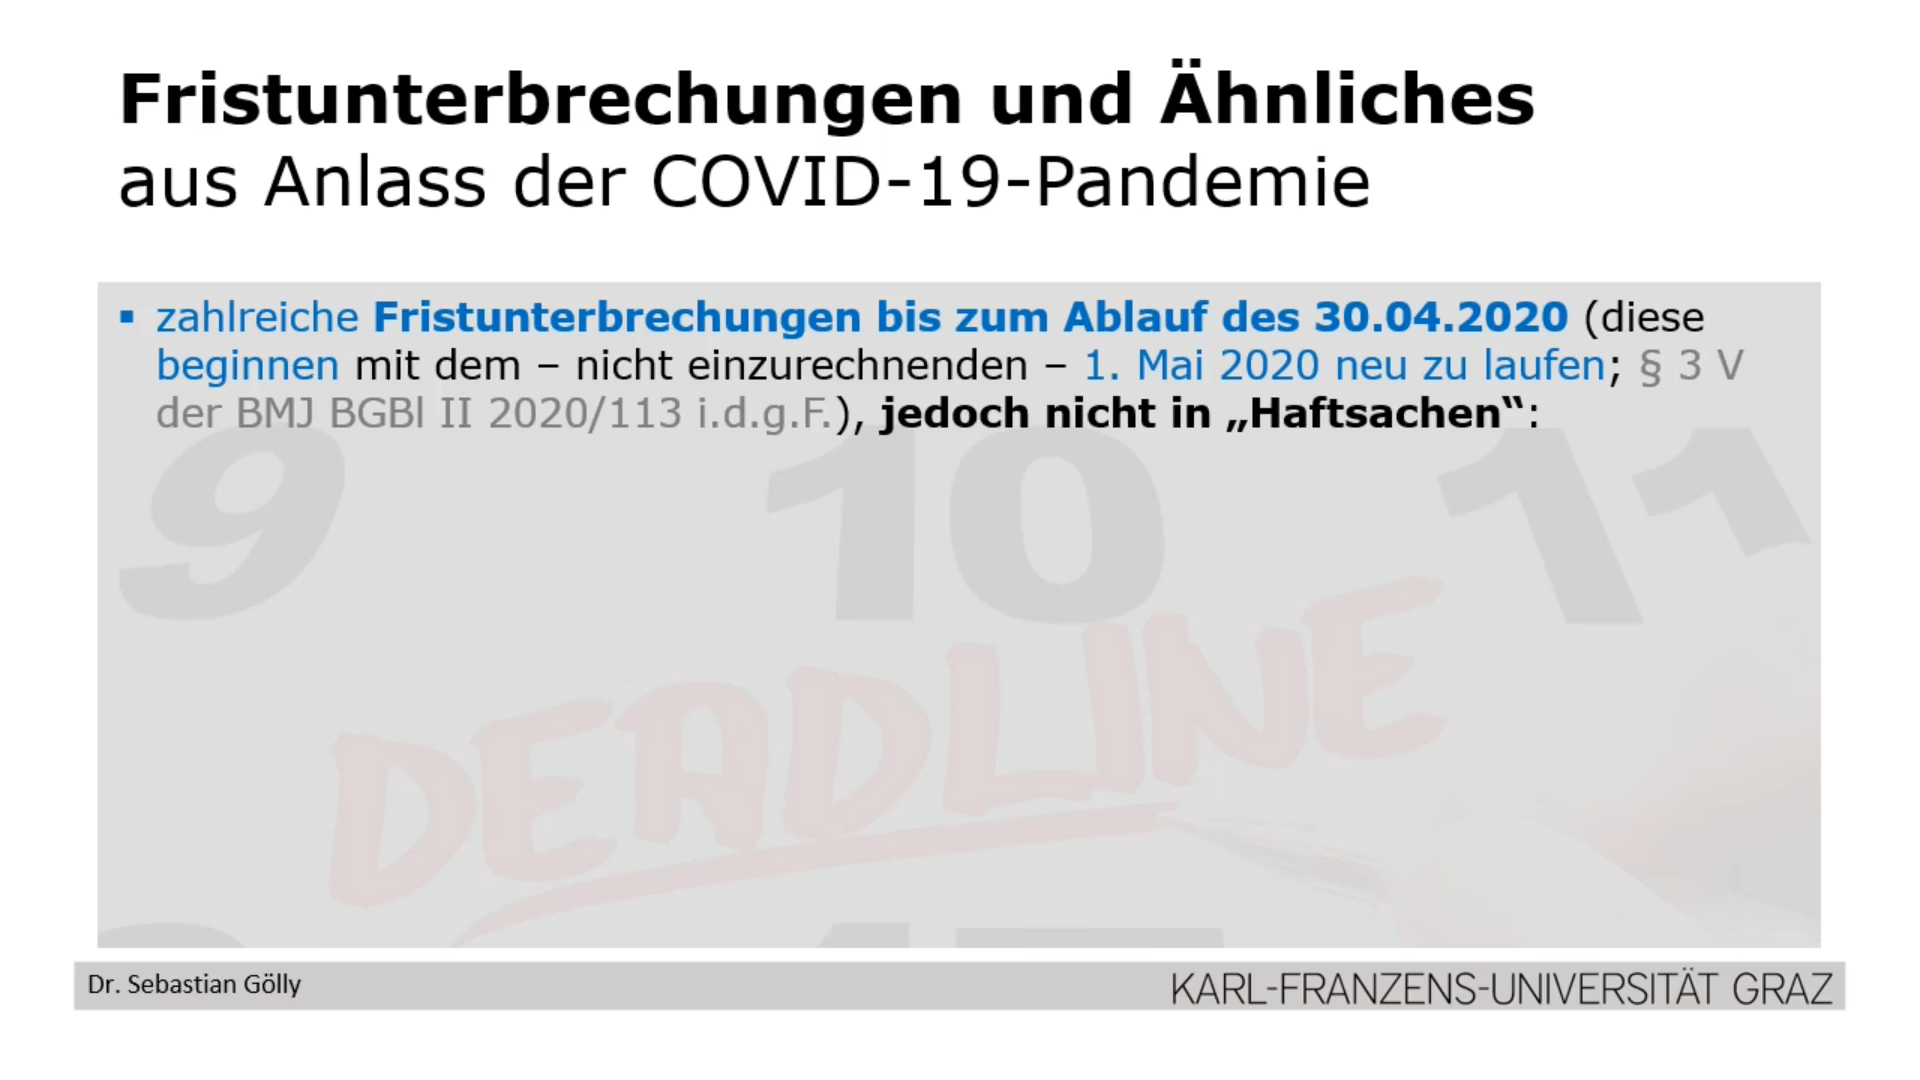 Fristunterbrechungen und Ähnliches
aus Anlass der COVID-19-Pandemie
▪ zahlreiche Fristunterbrechungen bis zum Ablauf des 30.04.2020 (diese
beginnen mit dem – nicht einzurechnenden – 1. Mai 2020 neu zu laufen; § 3 V
der BMJ BGBl II 2020/113 i.d.g.F.), jedoch nicht in „Haftsachen“:
9 10 11
DEADLINE
Dr. Sebastian Gölly
KARL-FRANZENS-UNIVERSITÄT GRAZ